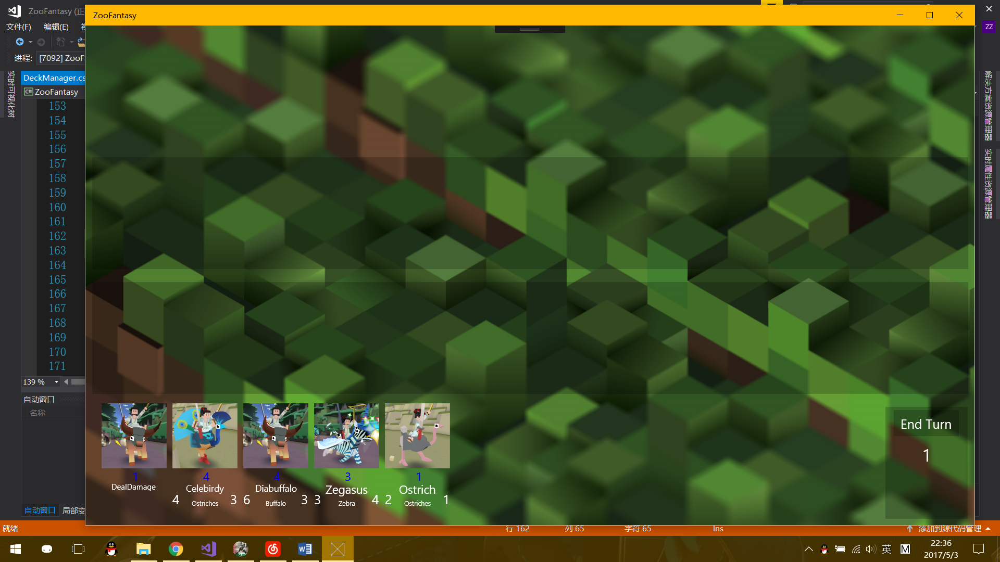 ZooFantasy (正
ZooFantasy
文件(F) 编辑(E) 视
ZZ
进程: [7092] ZooF
实时可视化树
DeckManager.cs
ZooFantasy
153
154
155
156
157
158
159
160
161
162
163
164
165
166
167
168
169
170
171
解决方案资源管理器
实时属性资源管理器
139 %
自动窗口
名称
自动窗口 局部变
1
DealDamage
4
Celebirdy
4 Ostriches 3
4
Diabuffalo
6 Buffalo 3
3
Zegasus
3 Zebra 4
1
Ostrich
2 Ostriches 1
End Turn
1
就绪
行 162 列 65 字符 65 Ins 添加到源代码管理
英 M
22:36
2017/5/3